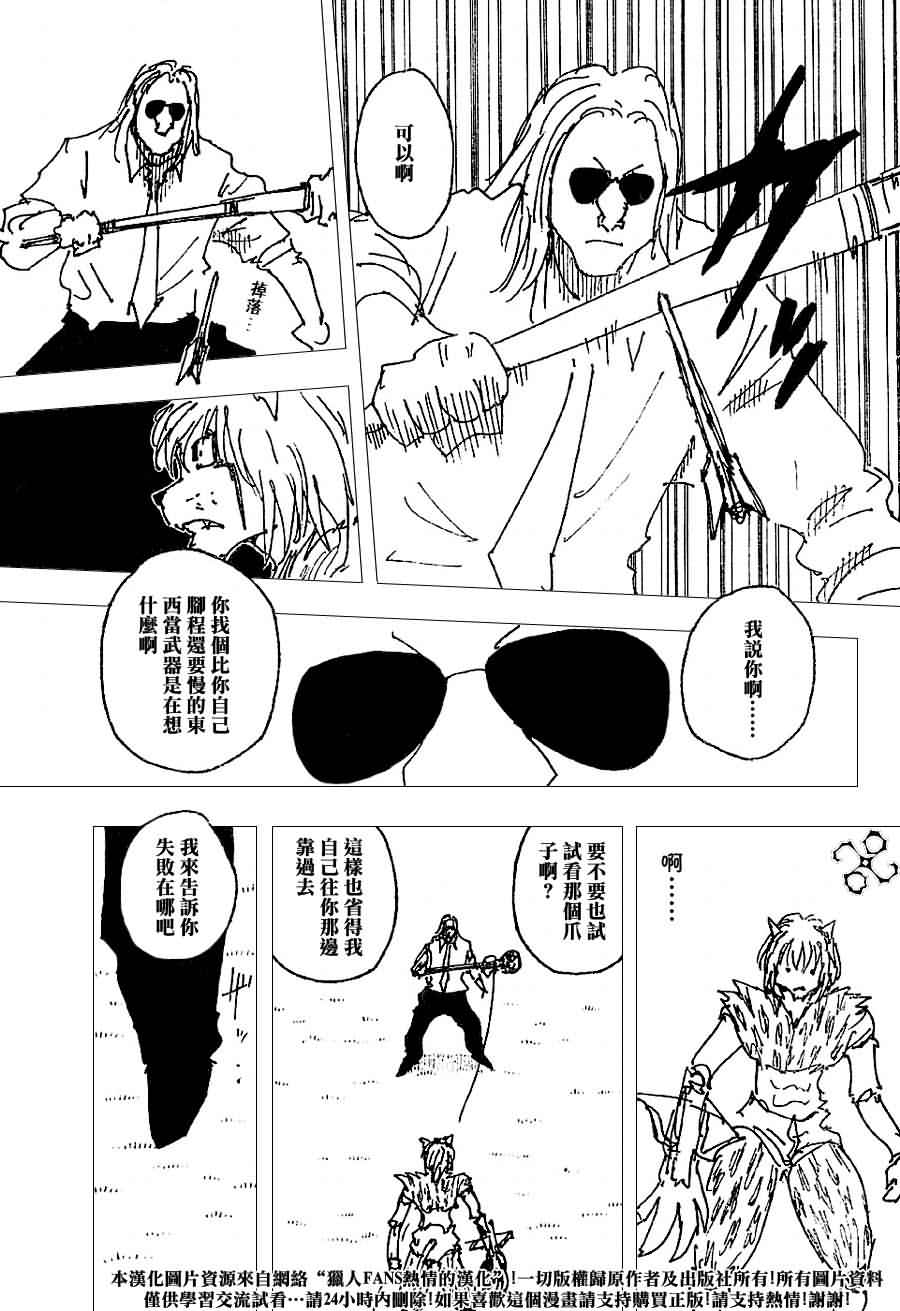 可以啊
掉落…
我説你啊……
你找個比你自己
腳程還要慢的東
西當武器是在想
什麼啊
啊……
要不要也試
試看那個爪
子啊？
這樣也省得我
自己往你那邊
靠過去
我來告訴你
失敗在哪吧
本漢化圖片資源來自網絡“獵人FANS熱情的漢化”!一切版權歸原作者及出版社所有!所有圖片資料
僅供學習交流試看…請24小時內刪除!如果喜歡這個漫畫請支持購買正版!請支持熱情!謝謝!